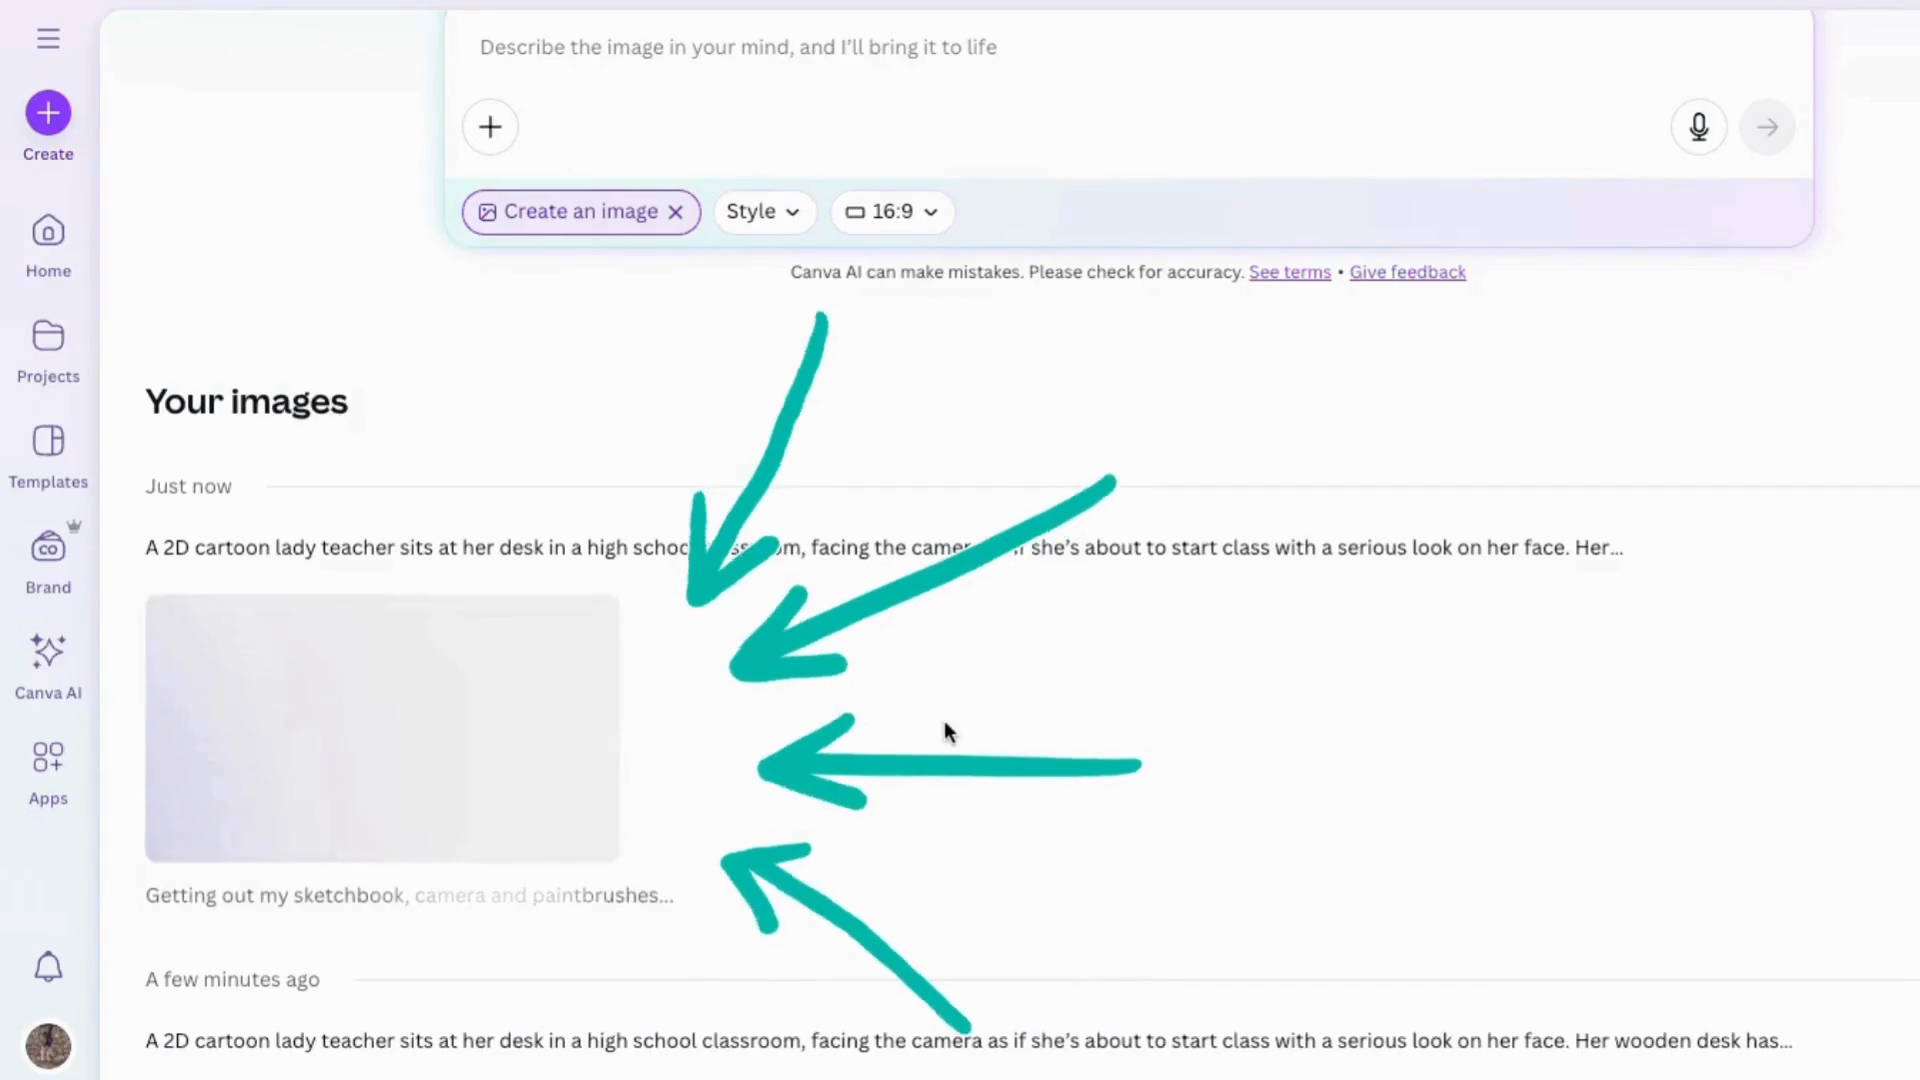 Describe the image in your mind, and I'll bring it to life
Create an image
Style
16:9
Canva AI can make mistakes. Please check for accuracy. See terms • Give feedback
Create
Home
Projects
Templates
CO
Brand
Canva AI
Apps
Your images
Just now
A 2D cartoon lady teacher sits at her desk in a high schoo ss m, facing the camer if she's about to start class with a serious look on her face. Her...
Getting out my sketchbook, camera and paintbrushes...
A few minutes ago
A 2D cartoon lady teacher sits at her desk in a high school classroom, facing the camera as if she's about to start class with a serious look on her face. Her wooden desk has...